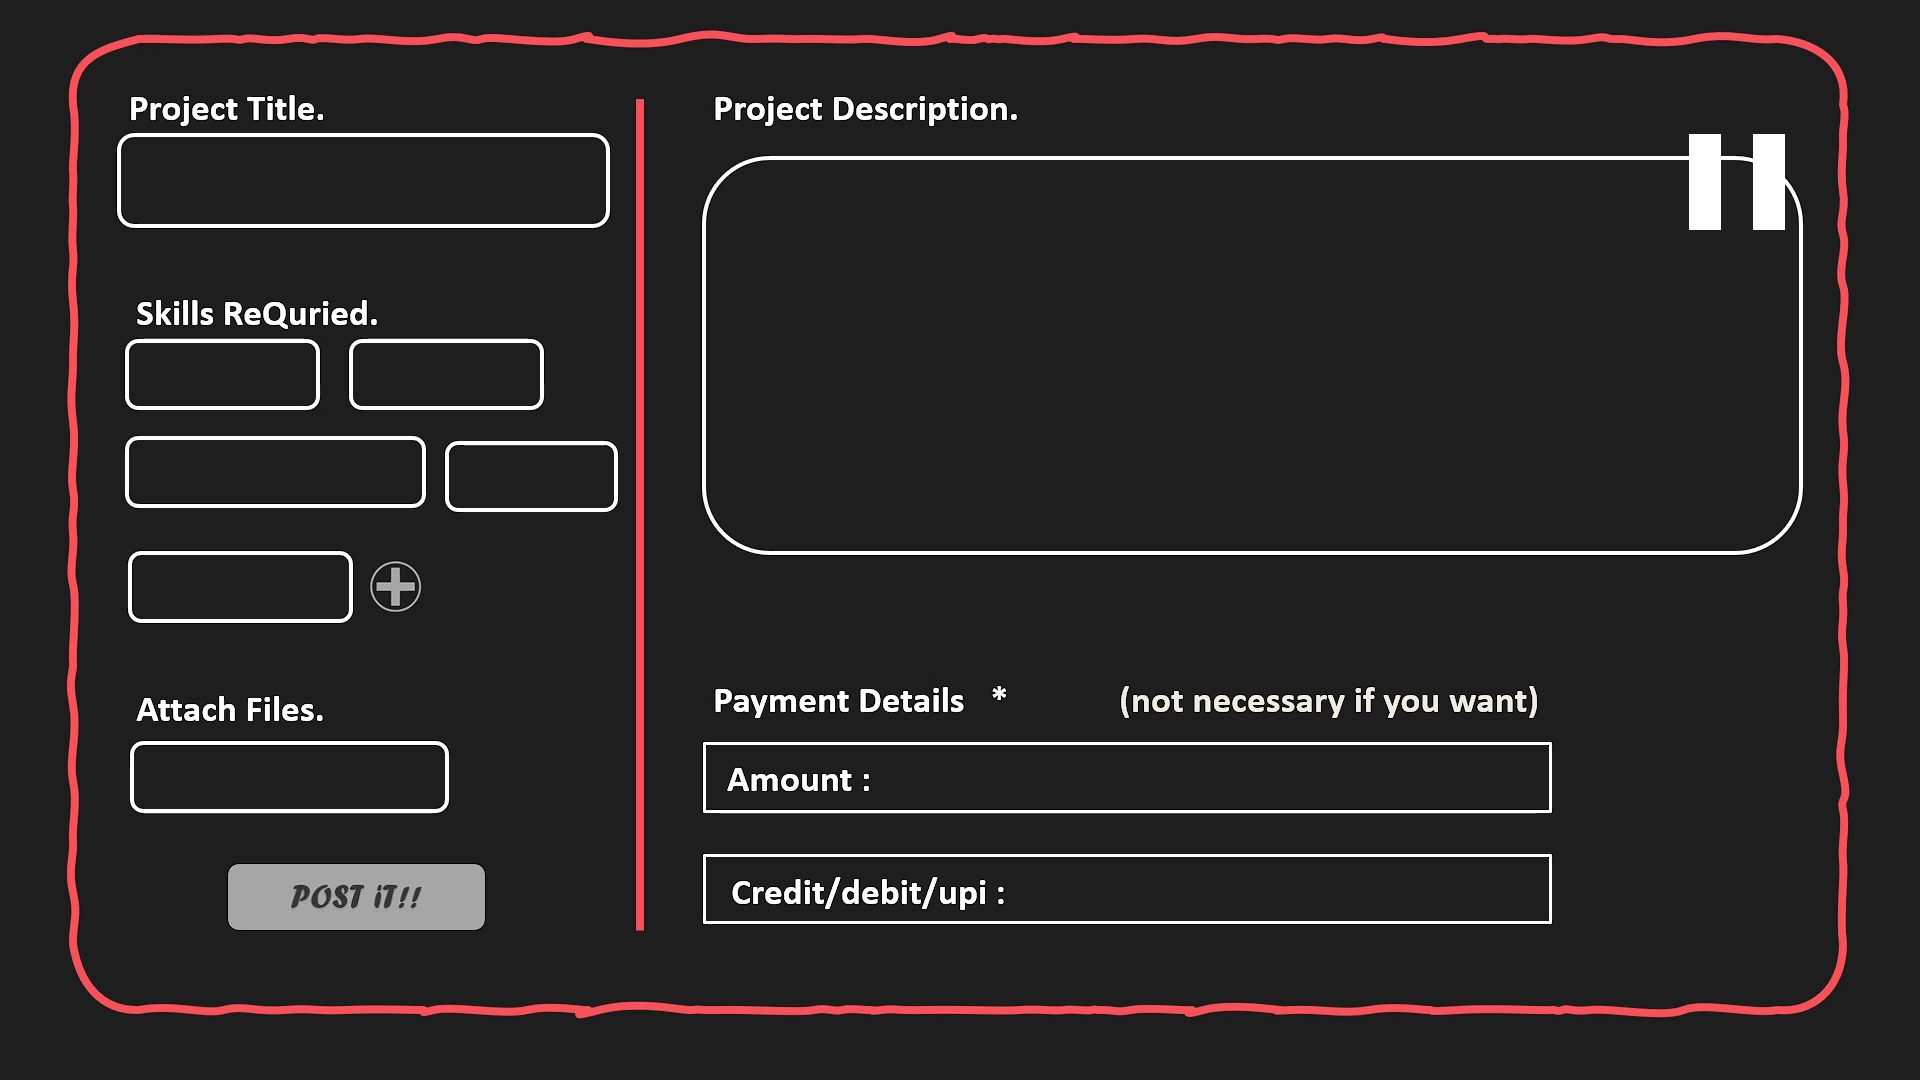 Project Title.
Skills ReQuried.
Attach Files.
POST iT!!
Project Description.
Payment Details * (not necessary if you want)
Amount :
Credit/debit/upi :